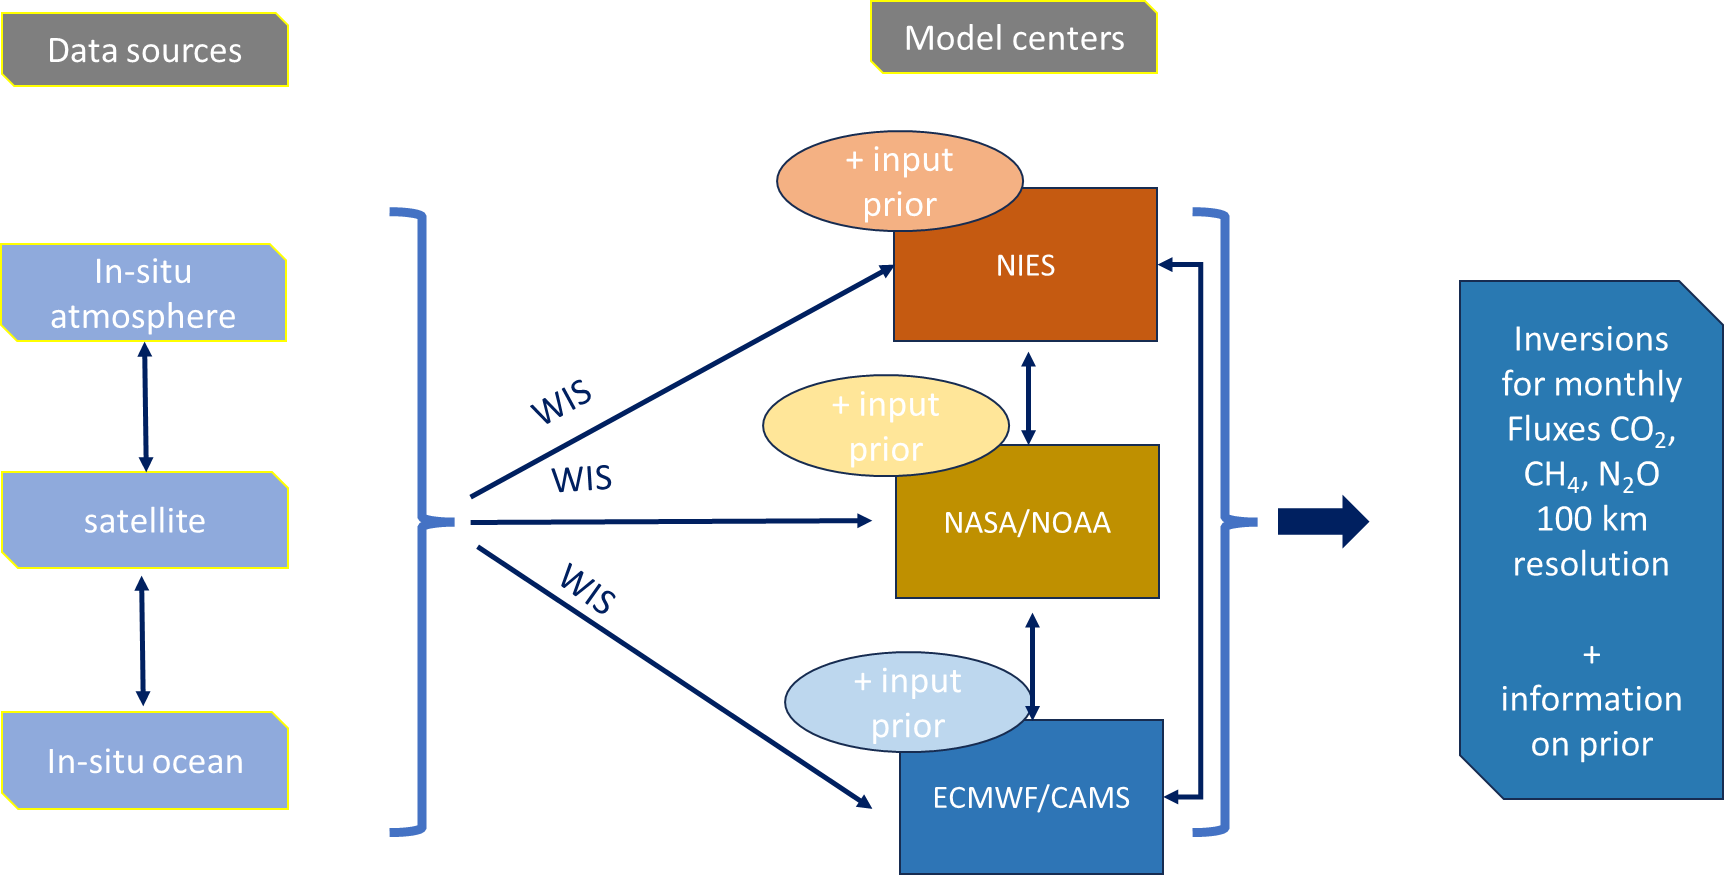 Data sources
Model centers
In-situ
atmosphere
satellite
In-situ ocean
WIS
WIS
WIS
+ input
prior
NIES
+ input
prior
NASA/NOAA
+ input
prior
ECMWF/CAMS
Inversions
for monthly
Fluxes CO₂,
CH₄, N₂O
100 km
resolution
+
information
on prior